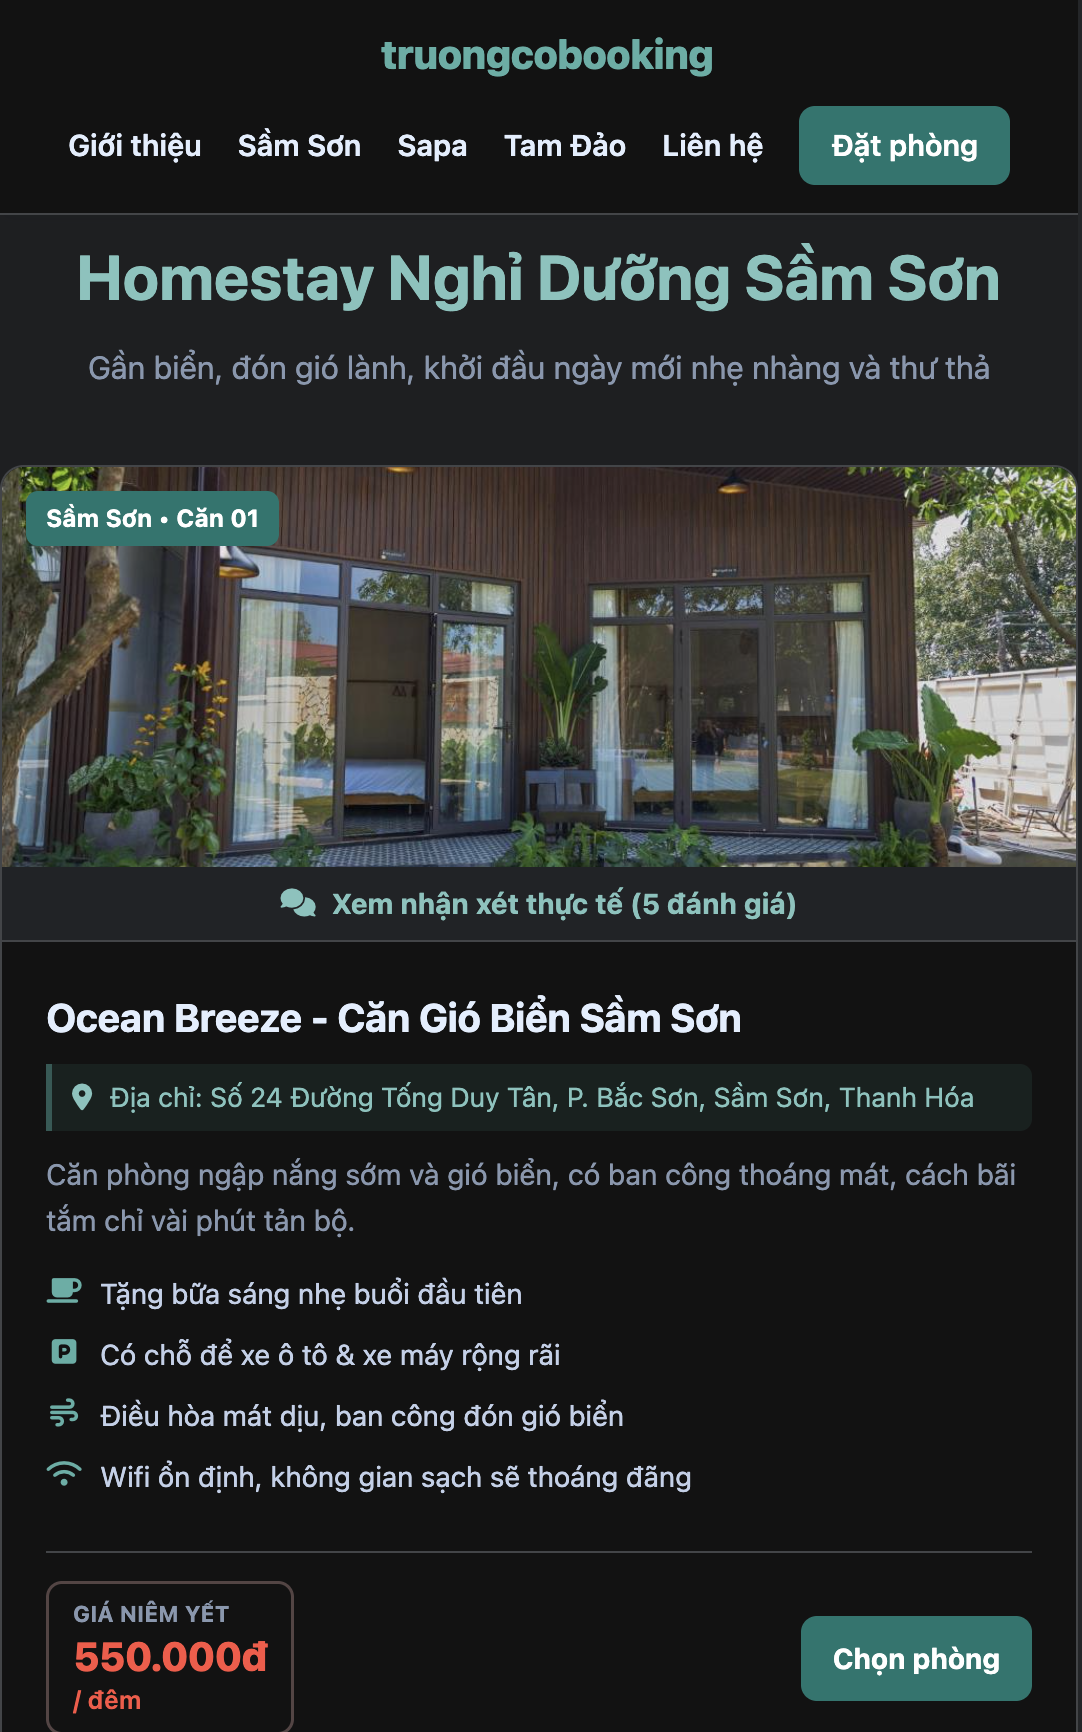 truongcobooking
Giới thiệu Sầm Sơn Sapa Tam Đảo Liên hệ Đặt phòng
Homestay Nghỉ Dưỡng Sầm Sơn
Gần biển, đón gió lành, khởi đầu ngày mới nhẹ nhàng và thư thả
Sầm Sơn • Căn 01
Xem nhận xét thực tế (5 đánh giá)
Ocean Breeze - Căn Gió Biển Sầm Sơn
Địa chỉ: Số 24 Đường Tống Duy Tân, P. Bắc Sơn, Sầm Sơn, Thanh Hóa
Căn phòng ngập nắng sớm và gió biển, có ban công thoáng mát, cách bãi
tắm chỉ vài phút tản bộ.
Tặng bữa sáng nhẹ buổi đầu tiên
P Có chỗ để xe ô tô & xe máy rộng rãi
Điều hòa mát dịu, ban công đón gió biển
Wifi ổn định, không gian sạch sẽ thoáng đãng
GIÁ NIÊM YẾT
550.000đ
/ đêm
Chọn phòng